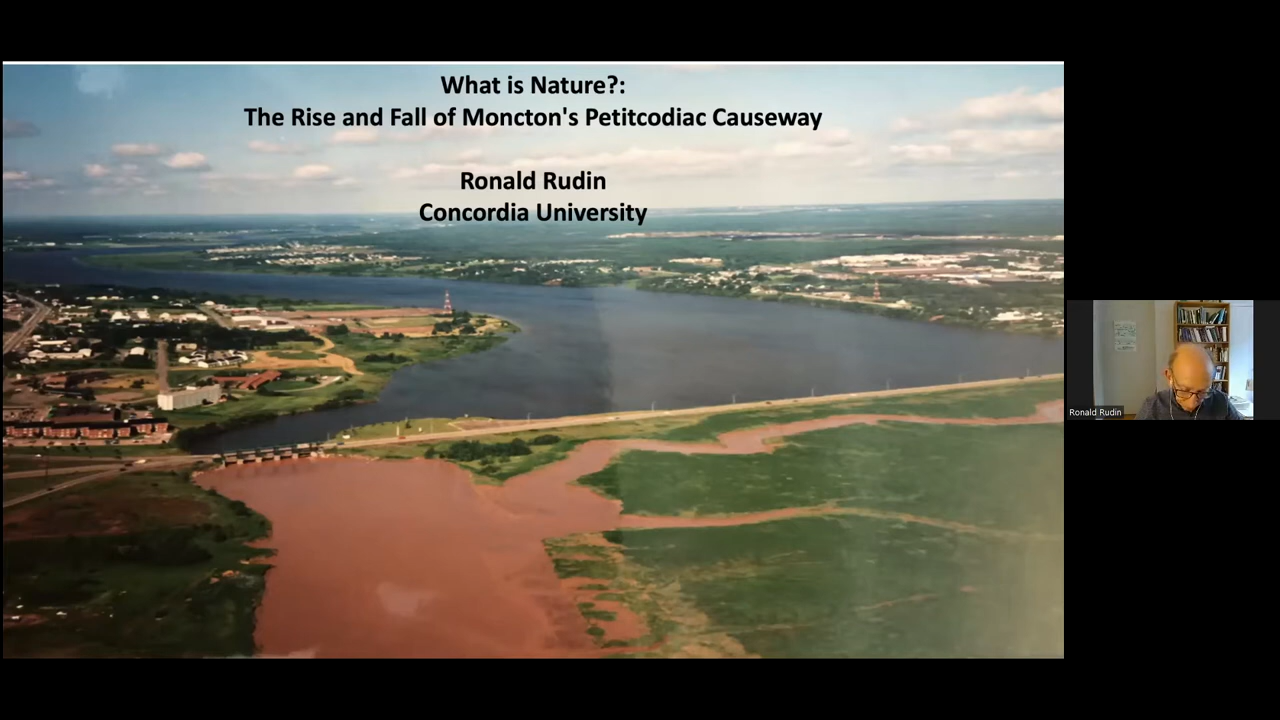 What is Nature?:
The Rise and Fall of Moncton's Petitcodiac Causeway
Ronald Rudin
Concordia University
Ronald Rudin